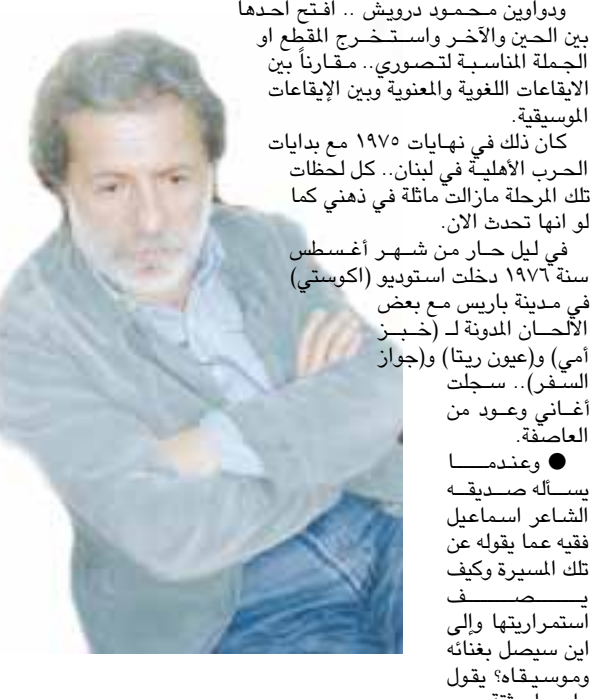 ودواوين محمود درويش .. افتح احدها
بين الحين والآخر واستخرج المقطع او
الجملة المناسبة لتصوري.. مقارناً بين
الايقاعات اللغوية والمعنوية وبين الإيقاعات
الموسيقية.
كان ذلك في نهايات ١٩٧٥ مع بدايات
الحرب الأهلية في لبنان.. كل لحظات
تلك المرحلة مازالت ماثلة في ذهني كما
لو انها تحدث الان.
في ليل حار من شهر أغسطس
سنة ١٩٧٦ دخلت استوديو (اكوستي)
في مدينة باريس مع بعض
الألحان المدونة لـ (خبز
أمي) و(عيون ريتا) و(جواز
السفر).. سجلت
أغاني وعود من
العاصفة.
● وعندما
يسأله صديقه
الشاعر اسماعيل
فقيه عما يقوله عن
تلك المسيرة وكيف
يصف
استمراريتها وإلى
اين سيصل بغنائه
وموسيقاه؟ يقول